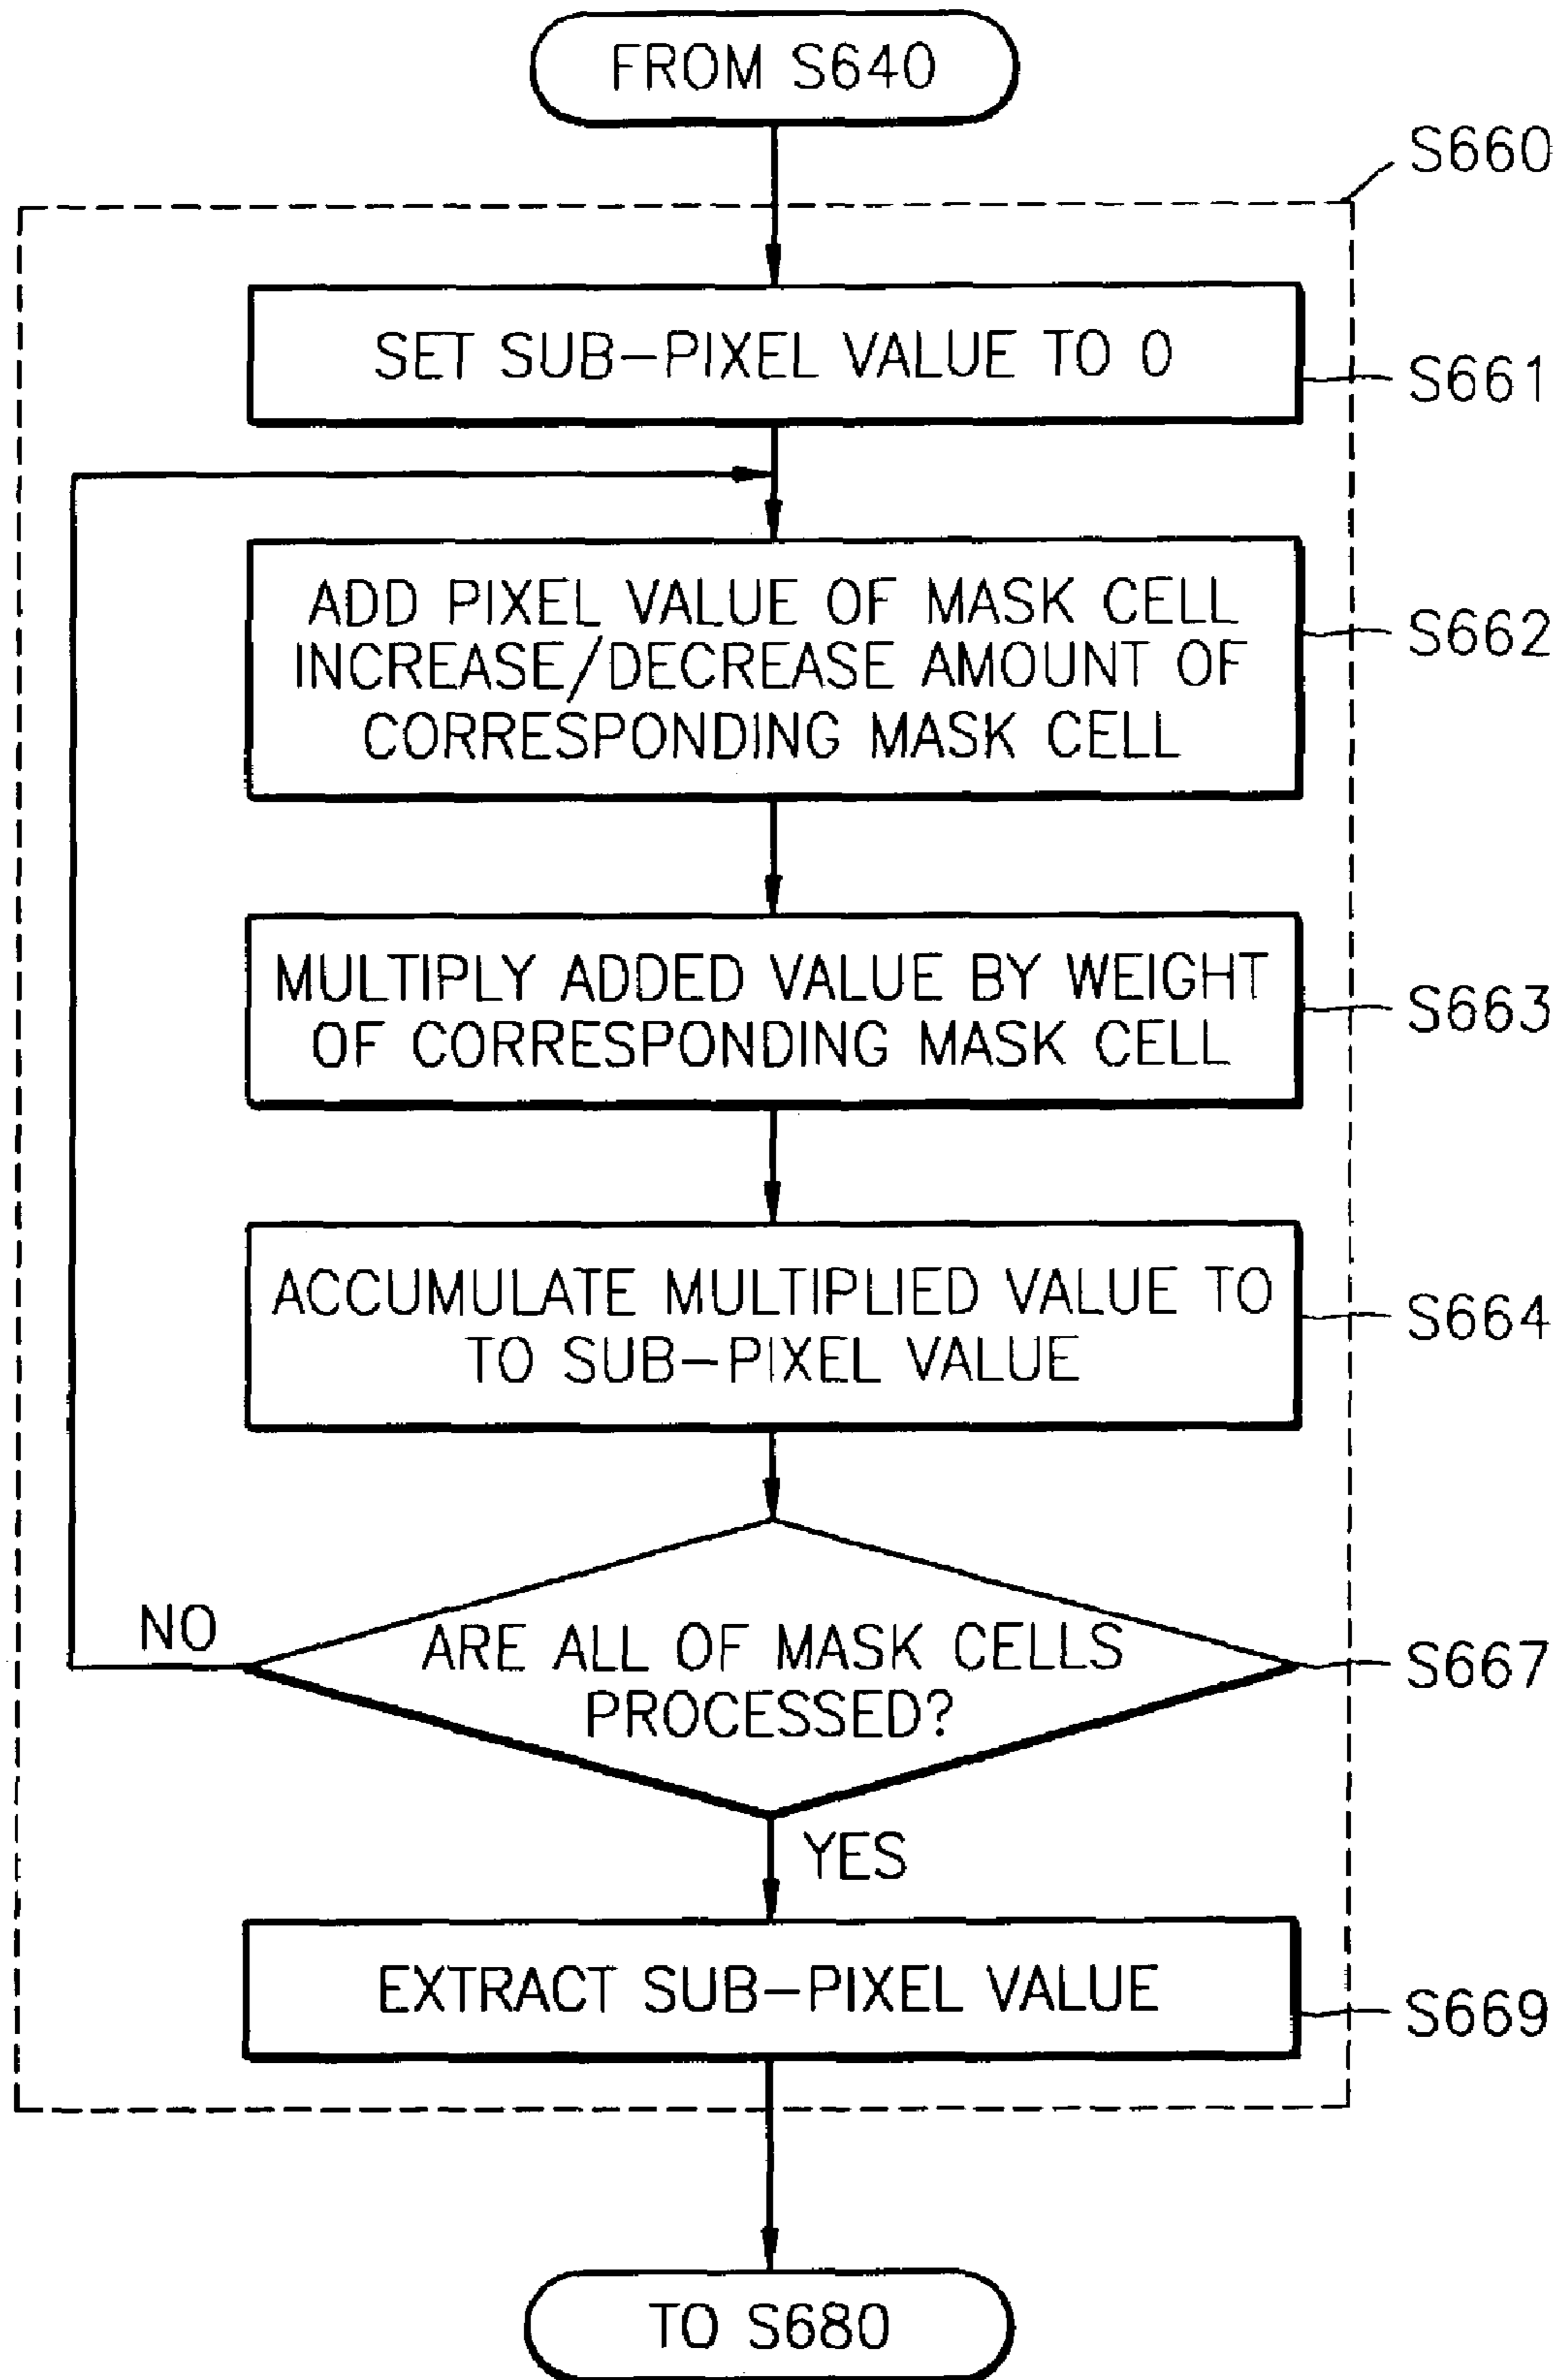 FROM S640
S660
SET SUB-PIXEL VALUE TO 0
S661
ADD PIXEL VALUE OF MASK CELL
INCREASE/DECREASE AMOUNT OF
CORRESPONDING MASK CELL
S662
MULTIPLY ADDED VALUE BY WEIGHT
OF CORRESPONDING MASK CELL
S663
ACCUMULATE MULTIPLIED VALUE TO
TO SUB-PIXEL VALUE
S664
NO
ARE ALL OF MASK CELLS
PROCESSED?
S667
YES
EXTRACT SUB-PIXEL VALUE
S669
TO S680